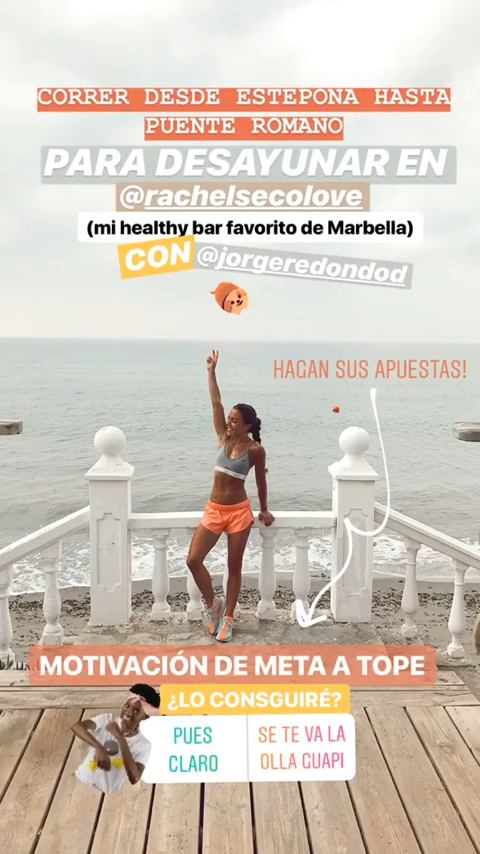 CORRER DESDE ESTEPONA HASTA
PUENTE ROMANO
PARA DESAYUNAR EN
@rachelsecolove
(mi healthy bar favorito de Marbella)
CON @jorgeredondod
HAGAN SUS APUESTAS!
MOTIVACIÓN DE META A TOPE
¿LO CONSGUIRÉ?
PUES
CLARO
SE TE VA LA
OLLA GUAPI